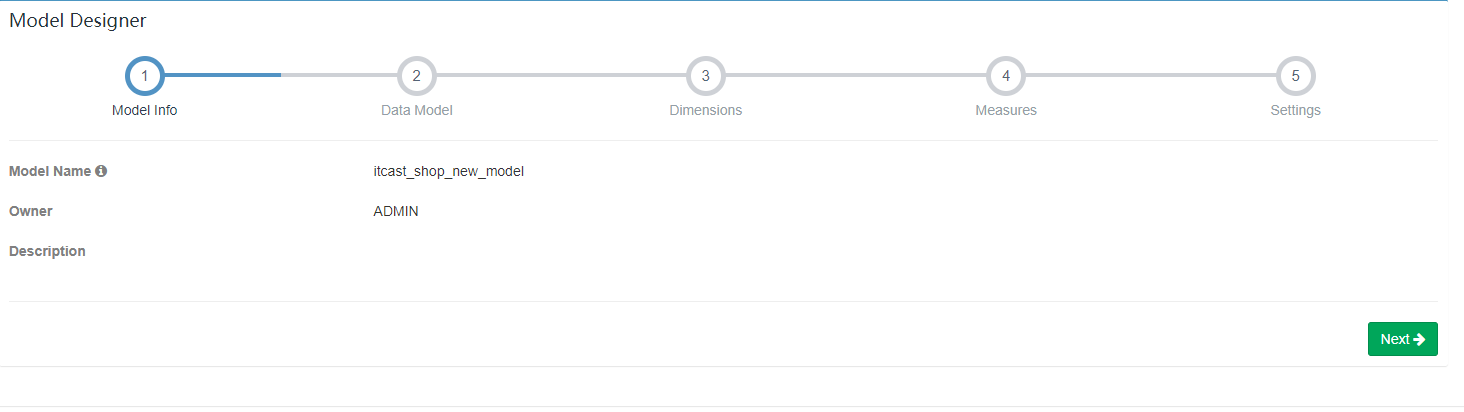 Model Designer
1 2 3 4 5
Model Info Data Model Dimensions Measures Settings
Model Name itcast_shop_new_model
Owner ADMIN
Description
Next